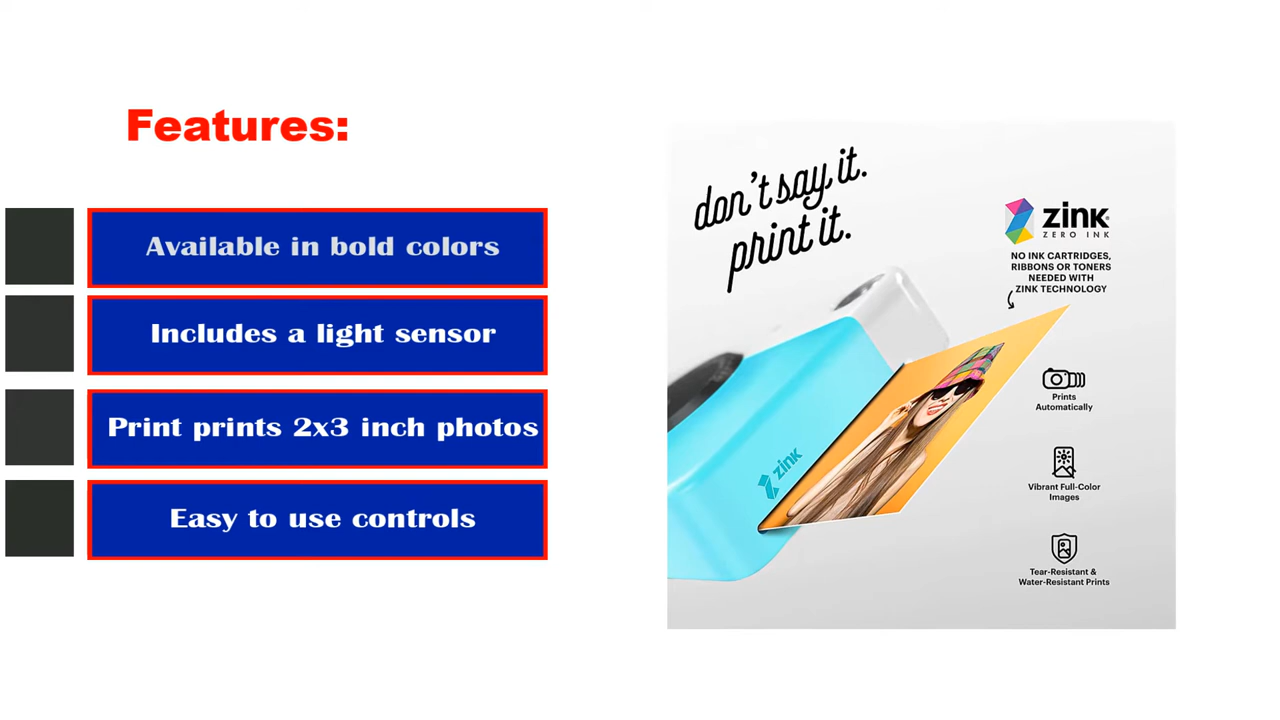 Features:
Available in bold colors
Includes a light sensor
Print prints 2x3 inch photos
Easy to use controls
don't say it.
print it.
zink
ZERO INK
NO INK CARTRIDGES,
RIBBONS OR TONERS
NEEDED WITH
ZINK TECHNOLOGY
zink
Prints
Automatically
Vibrant Full-Color
Images
Tear-Resistant &
Water-Resistant Prints